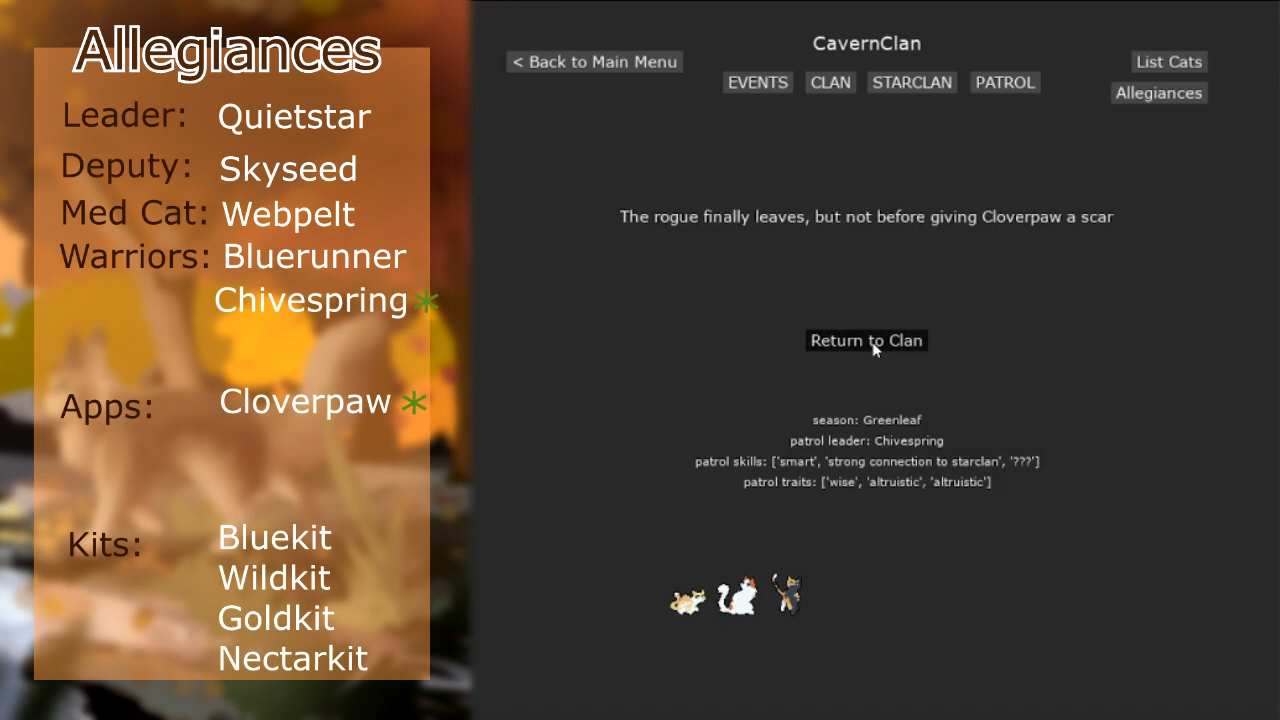 Allegiances
Leader: Quietstar
Deputy: Skyseed
Med Cat: Webpelt
Warriors: Bluerunner
Chivespring*
Apps: Cloverpaw *
Kits: Bluekit
Wildkit
Goldkit
Nectarkit
CavernClan
< Back to Main Menu
List Cats
EVENTS CLAN STARCLAN PATROL
Allegiances
The rogue finally leaves, but not before giving Cloverpaw a scar
Return to Clan
season: Greenleaf
patrol leader: Chivespring
patrol skills: ['smart', 'strong connection to starclan', '???']
patrol traits: ['wise', 'altruistic', 'altruistic']